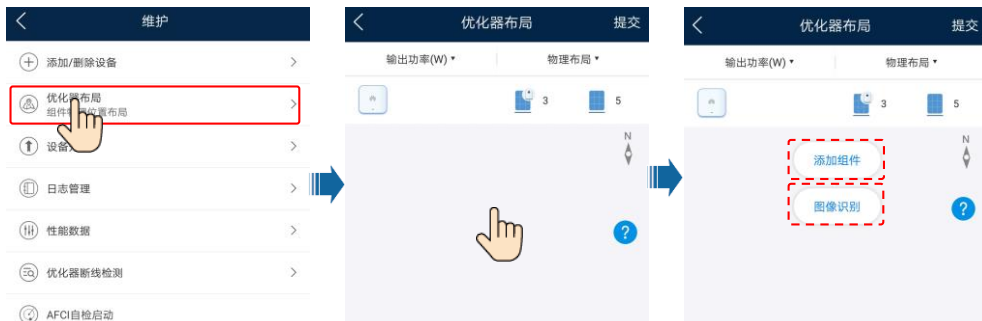 维护
添加/删除设备
优化器布局
组件物理位置布局
设备
日志管理
性能数据
优化器断线检测
AFCI自检启动
优化器布局
提交
输出功率(W)
物理布局
3
5
N
?
优化器布局
提交
输出功率(W)
物理布局
3
5
N
添加组件
图像识别
?